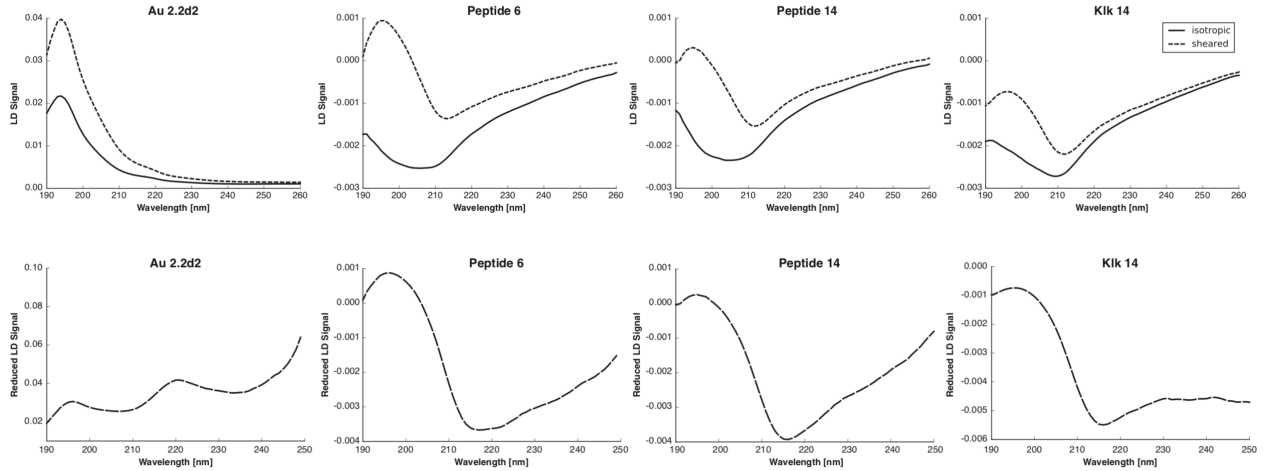 Au 2.2d2
Peptide 6
Peptide 14
Klk 14
isotropic
sheared
LD Signal
0.04
0.03
0.02
0.01
0.00
190 200 210 220 230 240 250 260
Wavelength [nm]
LD Signal
0.001
0.000
-0.001
-0.002
-0.003
190 200 210 220 230 240 250 260
Wavelength [nm]
LD Signal
0.001
0.000
-0.001
-0.002
-0.003
190 200 210 220 230 240 250 260
Wavelength [nm]
LD Signal
0.001
0.000
-0.001
-0.002
-0.003
190 200 210 220 230 240 250 260
Wavelength [nm]
Au 2.2d2
Peptide 6
Peptide 14
Klk 14
Reduced LD Signal
0.10
0.08
0.06
0.04
0.02
190 200 210 220 230 240 250
Wavelength [nm]
Reduced LD Signal
0.001
0.000
-0.001
-0.002
-0.003
-0.004
190 200 210 220 230 240 250
Wavelength [nm]
Reduced LD Signal
0.001
0.000
-0.001
-0.002
-0.003
-0.004
190 200 210 220 230 240 250
Wavelength [nm]
Reduced LD Signal
0.000
-0.001
-0.002
-0.003
-0.004
-0.005
-0.006
190 200 210 220 230 240 250
Wavelength [nm]